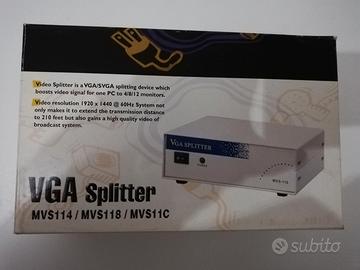 Video Splitter is a VGA/SVGA splitting device which
boosts video signal for one PC to 4/8/12 monitors.
Video resolution 1920 x 1440 @ 60Hz System not
only makes it to extend the transmission distance
to 210 feet but also gains a high quality video of
broadcast system.
VGA SPLITTER
POWER
MVS-118
VGA Splitter
MVS114 / MVS118 / MVS11C
subito